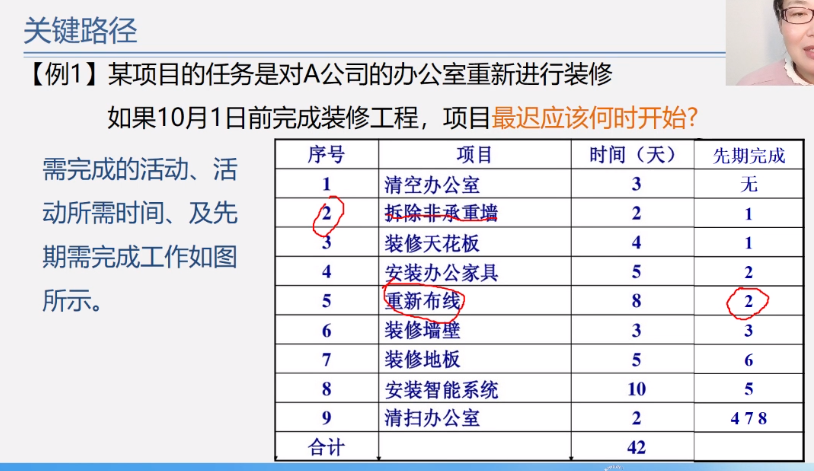 关键路径
【例1】某项目的任务是对A公司的办公室重新进行装修
如果10月1日前完成装修工程，项目最迟应该何时开始?
需完成的活动、活
动所需时间、及先
期需完成工作如图
所示。
序号 项目 时间（天） 先期完成
1 清空办公室 3 无
2 拆除非承重墙 2 1
3 装修天花板 4 1
4 安装办公家具 5 2
5 重新布线 8 2
6 装修墙壁 3 3
7 装修地板 5 6
8 安装智能系统 10 5
9 清扫办公室 2 4 7 8
合计 42